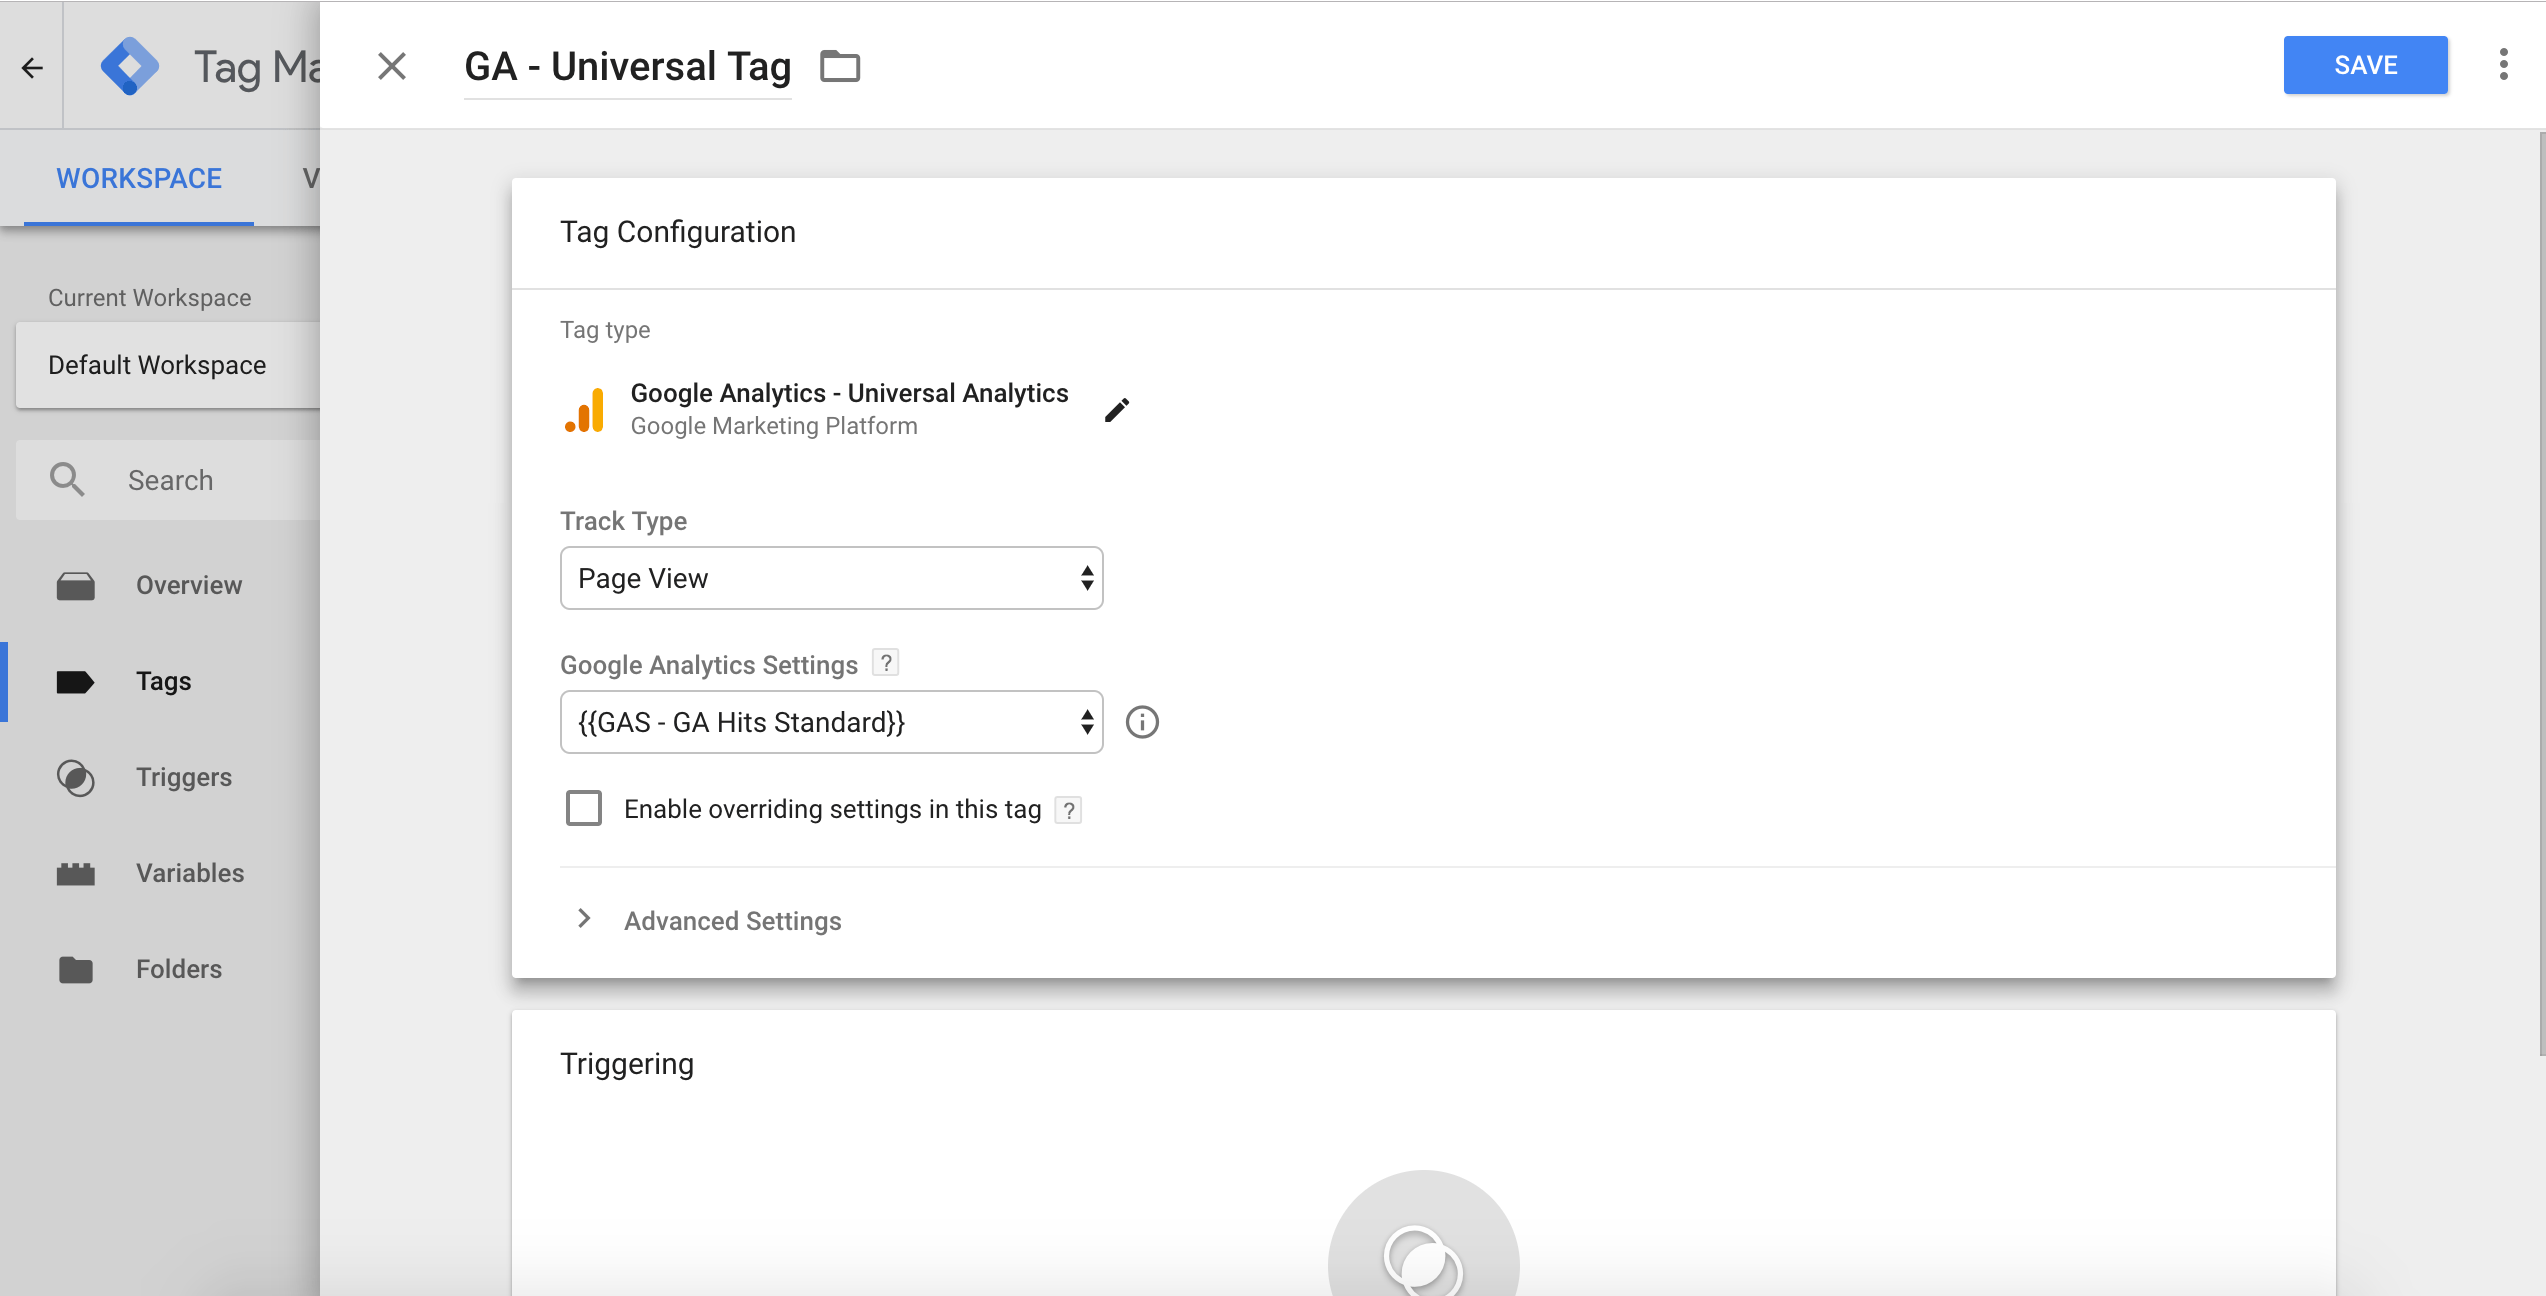 Tag Ma
GA - Universal Tag
SAVE
WORKSPACE
V
Current Workspace
Default Workspace
Search
Overview
Tags
Triggers
Variables
Folders
Tag Configuration
Tag type
Google Analytics - Universal Analytics
Google Marketing Platform
Track Type
Page View
Google Analytics Settings ?
{{GAS - GA Hits Standard}}
Enable overriding settings in this tag ?
Advanced Settings
Triggering